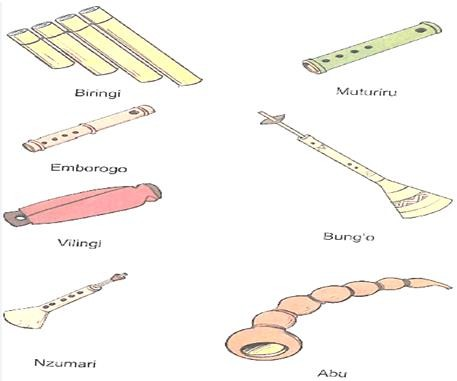 Biringi
Muturiru
Emborogo
Vilingi
Bung'o
Nzumari
Abu